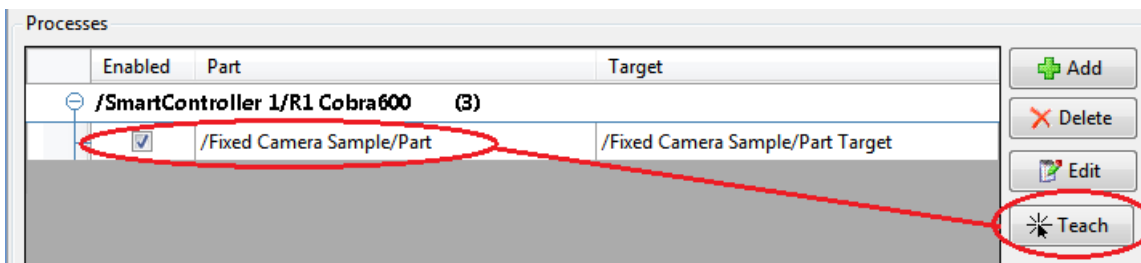 Processes
Enabled Part Target
/SmartController 1/R1 Cobra600 (3)
/Fixed Camera Sample/Part /Fixed Camera Sample/Part Target
Add
Delete
Edit
Teach